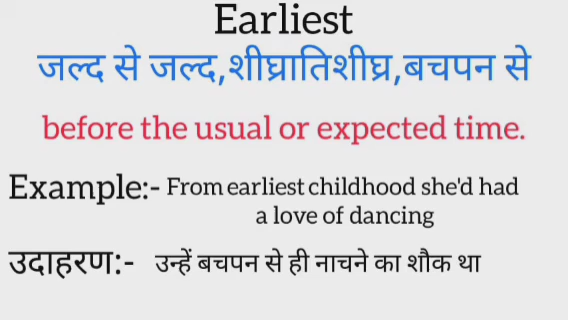 Earliest
जल्द से जल्द,शीघ्रातिशीघ्र,बचपन से
before the usual or expected time.
Example:- From earliest childhood she'd had
a love of dancing
उदाहरण:- उन्हें बचपन से ही नाचने का शौक था